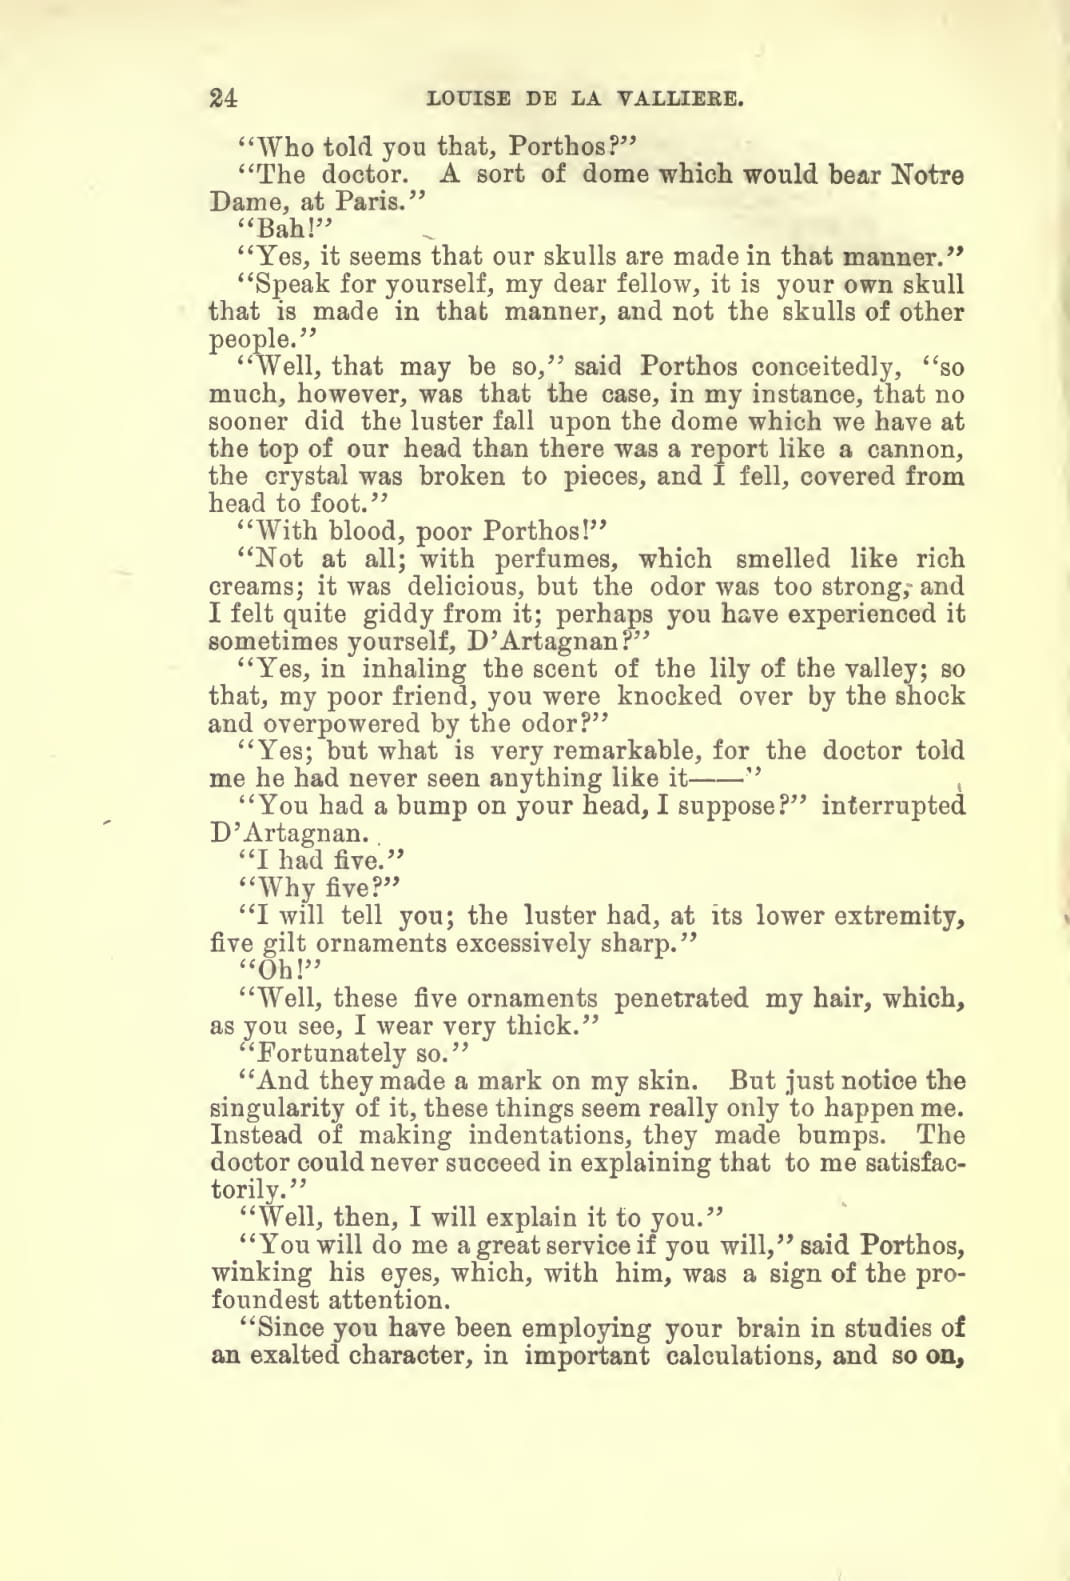 24 LOUISE DE LA VALLIERE.
“Who told you that, Porthos?”
“The doctor. A sort of dome which would bear Notre
Dame, at Paris.”
“Bah!”
“Yes, it seems that our skulls are made in that manner.”
“Speak for yourself, my dear fellow, it is your own skull
that is made in that manner, and not the skulls of other
people.”
“Well, that may be so,” said Porthos conceitedly, “so
much, however, was that the case, in my instance, that no
sooner did the luster fall upon the dome which we have at
the top of our head than there was a report like a cannon,
the crystal was broken to pieces, and I fell, covered from
head to foot.”
“With blood, poor Porthos!”
“Not at all; with perfumes, which smelled like rich
creams; it was delicious, but the odor was too strong, and
I felt quite giddy from it; perhaps you have experienced it
sometimes yourself, D’Artagnan?”
“Yes, in inhaling the scent of the lily of the valley; so
that, my poor friend, you were knocked over by the shock
and overpowered by the odor?”
“Yes; but what is very remarkable, for the doctor told
me he had never seen anything like it——”
“You had a bump on your head, I suppose?” interrupted
D’Artagnan.
“I had five.”
“Why five?”
“I will tell you; the luster had, at its lower extremity,
five gilt ornaments excessively sharp.”
“Oh!”
“Well, these five ornaments penetrated my hair, which,
as you see, I wear very thick.”
“Fortunately so.”
“And they made a mark on my skin. But just notice the
singularity of it, these things seem really only to happen me.
Instead of making indentations, they made bumps. The
doctor could never succeed in explaining that to me satisfac-
torily.”
“Well, then, I will explain it to you.”
“You will do me a great service if you will,” said Porthos,
winking his eyes, which, with him, was a sign of the pro-
foundest attention.
“Since you have been employing your brain in studies of
an exalted character, in important calculations, and so on,